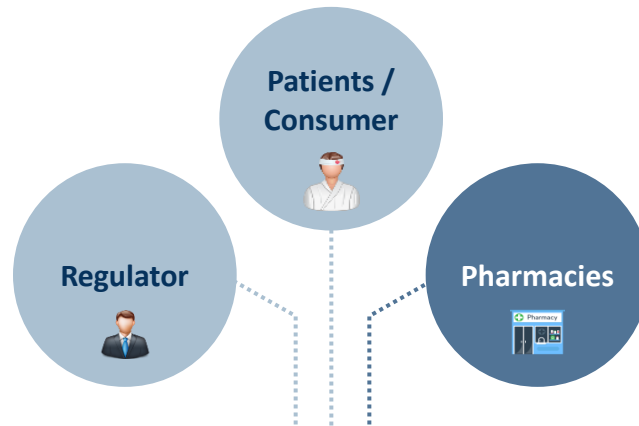 Patients /
Consumer
Regulator
Pharmacies
Pharmacy